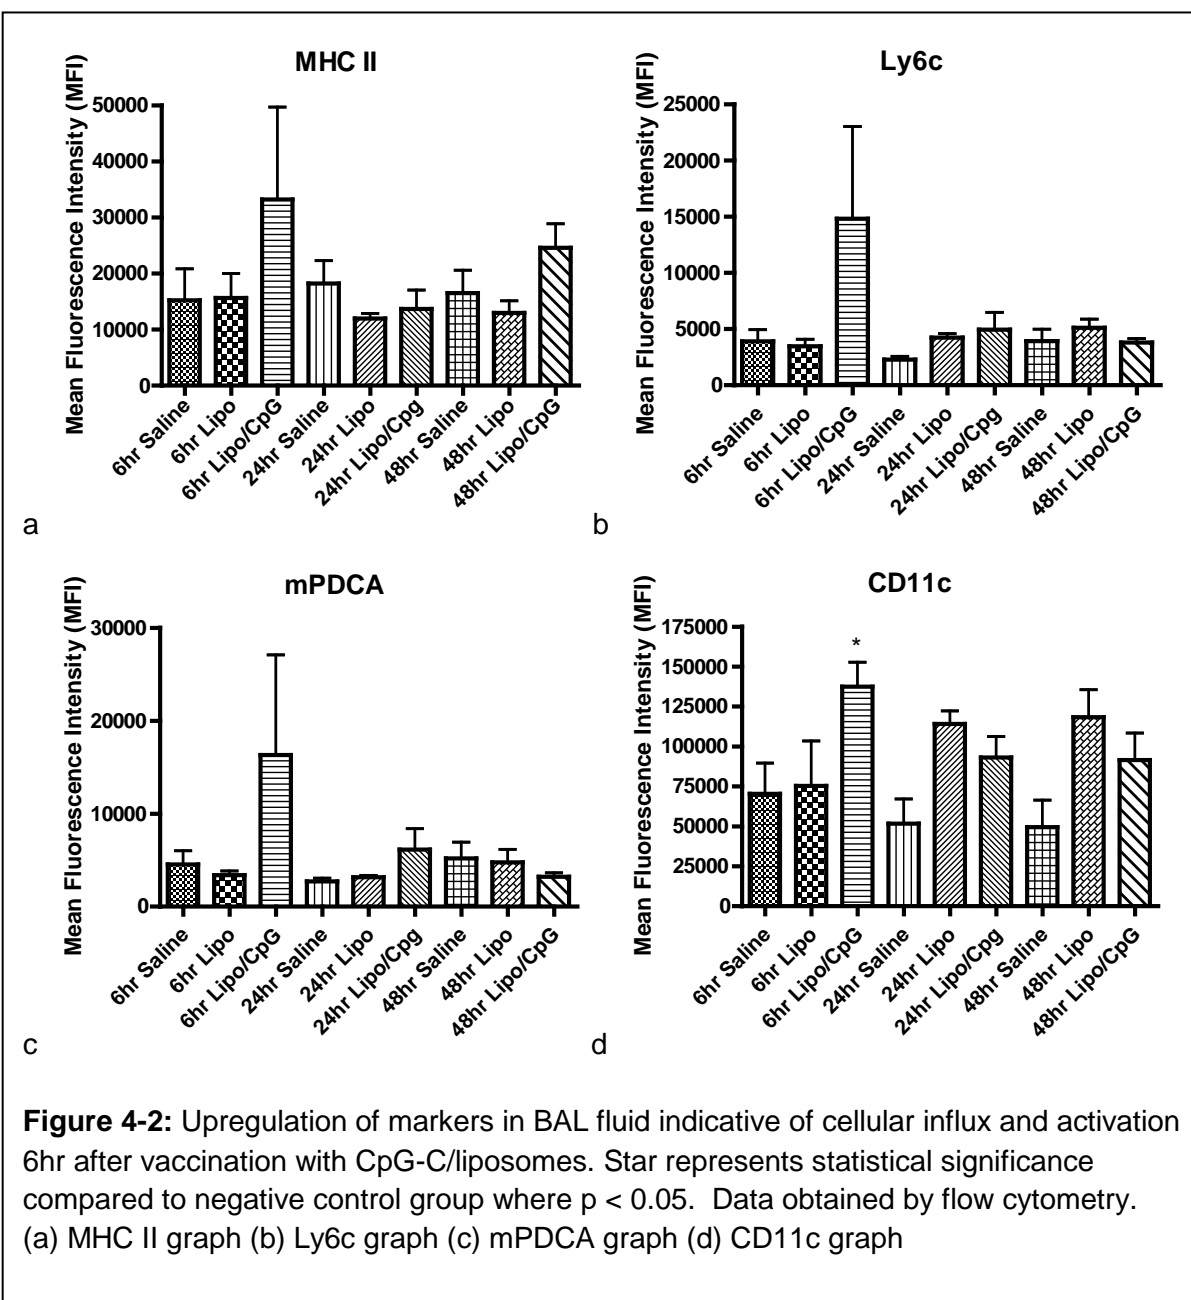 MHC II
Mean Fluorescence Intensity (MFI)
50000
40000
30000
20000
10000
0
6hr Saline
6hr Lipo
6hr Lipo/CpG
24hr Saline
24hr Lipo
24hr Lipo/Cpg
48hr Saline
48hr Lipo
48hr Lipo/CpG
a
Ly6c
Mean Fluorescence Intensity (MFI)
25000
20000
15000
10000
5000
0
6hr Saline
6hr Lipo
6hr Lipo/CpG
24hr Saline
24hr Lipo
24hr Lipo/Cpg
48hr Saline
48hr Lipo
48hr Lipo/CpG
b
mPDCA
Mean Fluorescence Intensity (MFI)
30000
20000
10000
0
6hr Saline
6hr Lipo
6hr Lipo/CpG
24hr Saline
24hr Lipo
24hr Lipo/Cpg
48hr Saline
48hr Lipo
48hr Lipo/CpG
c
CD11c
Mean Fluorescence Intensity (MFI)
175000
150000
125000
100000
75000
50000
25000
0
*
6hr Saline
6hr Lipo
6hr Lipo/CpG
24hr Saline
24hr Lipo
24hr Lipo/Cpg
48hr Saline
48hr Lipo
48hr Lipo/CpG
d
Figure 4-2: Upregulation of markers in BAL fluid indicative of cellular influx and activation
6hr after vaccination with CpG-C/liposomes. Star represents statistical significance
compared to negative control group where p < 0.05.  Data obtained by flow cytometry.
(a) MHC II graph (b) Ly6c graph (c) mPDCA graph (d) CD11c graph